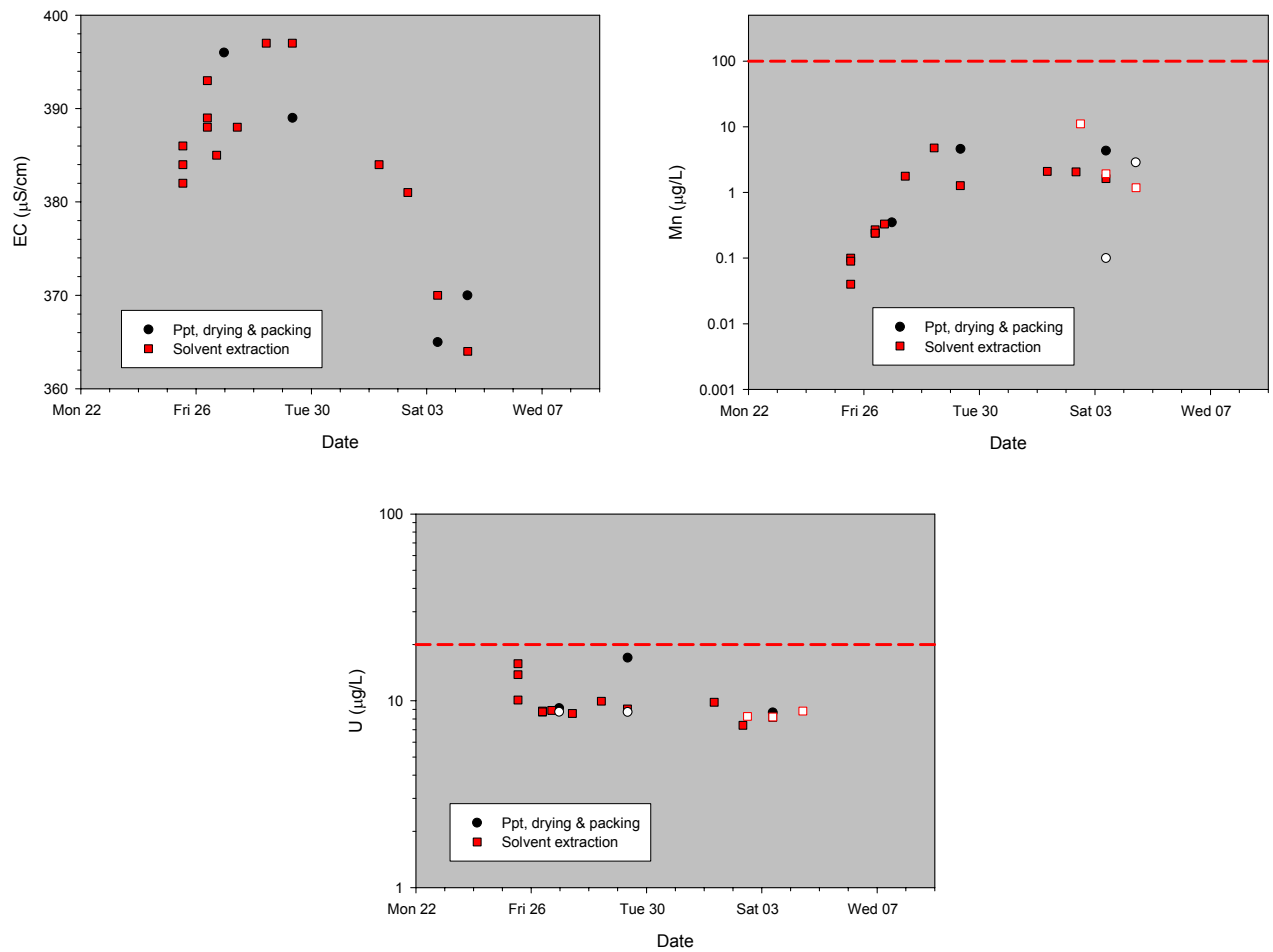 400
390
380
370
360
EC (μS/cm)
Ppt, drying & packing
Solvent extraction
Mon 22 Fri 26 Tue 30 Sat 03 Wed 07
Date
100
10
1
0.1
0.01
0.001
Mn (μg/L)
Ppt, drying & packing
Solvent extraction
Mon 22 Fri 26 Tue 30 Sat 03 Wed 07
Date
100
10
1
U (μg/L)
Ppt, drying & packing
Solvent extraction
Mon 22 Fri 26 Tue 30 Sat 03 Wed 07
Date